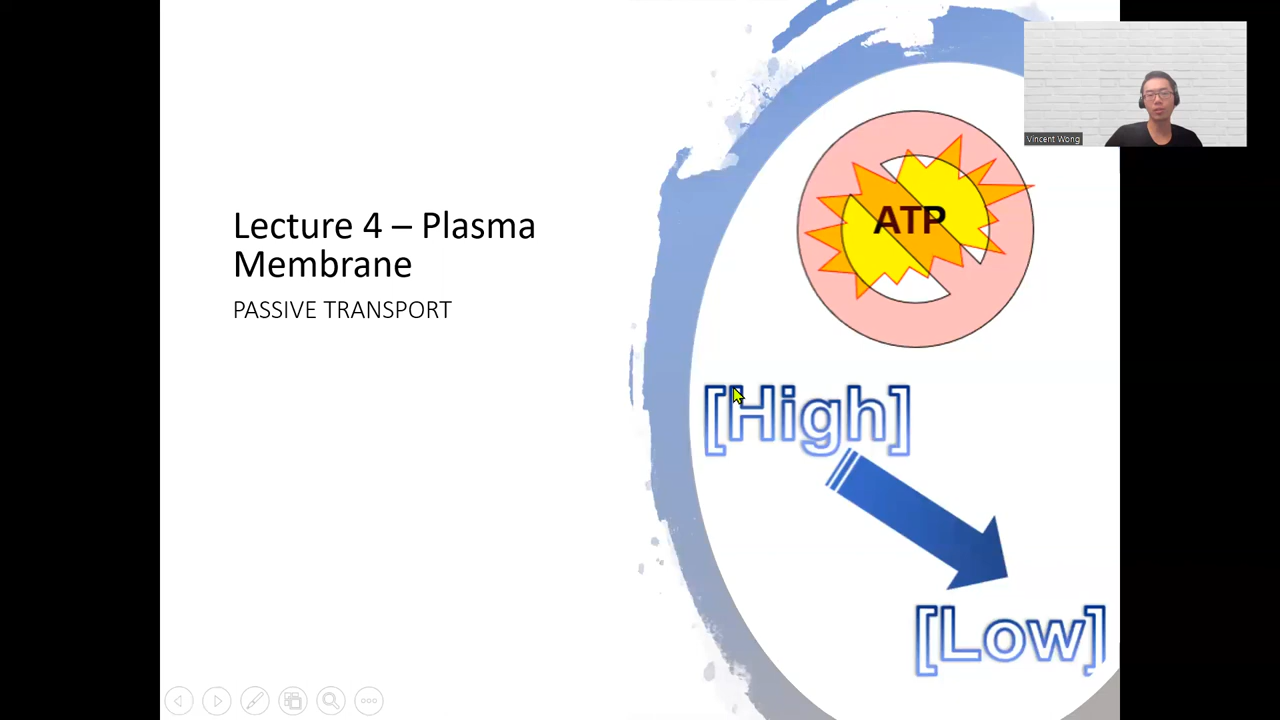 Lecture 4 – Plasma
Membrane
PASSIVE TRANSPORT
ATP
[High]
[Low]
Vincent Wong